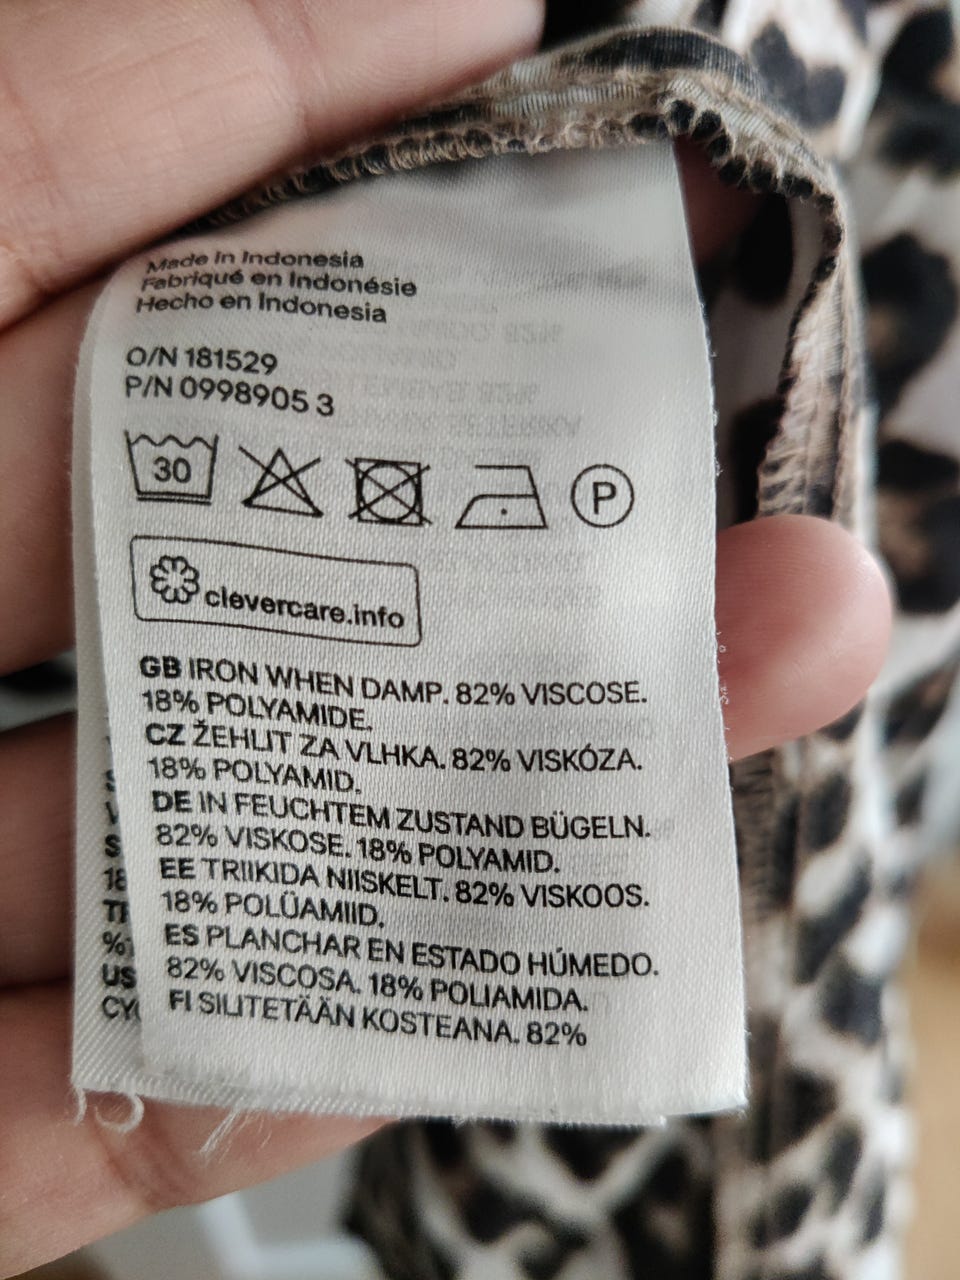 Made in Indonesia
Fabriqué en Indonésie
Hecho en Indonesia
O/N 181529
P/N 0998905 3
30
P
clevercare.info
GB IRON WHEN DAMP. 82% VISCOSE.
18% POLYAMIDE.
CZ ŽEHLIT ZA VLHKA. 82% VISKÓZA.
18% POLYAMID.
DE IN FEUCHTEM ZUSTAND BÜGELN.
82% VISKOSE. 18% POLYAMID.
EE TRIIKIDA NIISKELT. 82% VISKOOS.
18% POLÜAMIID.
ES PLANCHAR EN ESTADO HÚMEDO.
82% VISCOSA. 18% POLIAMIDA.
FI SILITETÄÄN KOSTEANA. 82%